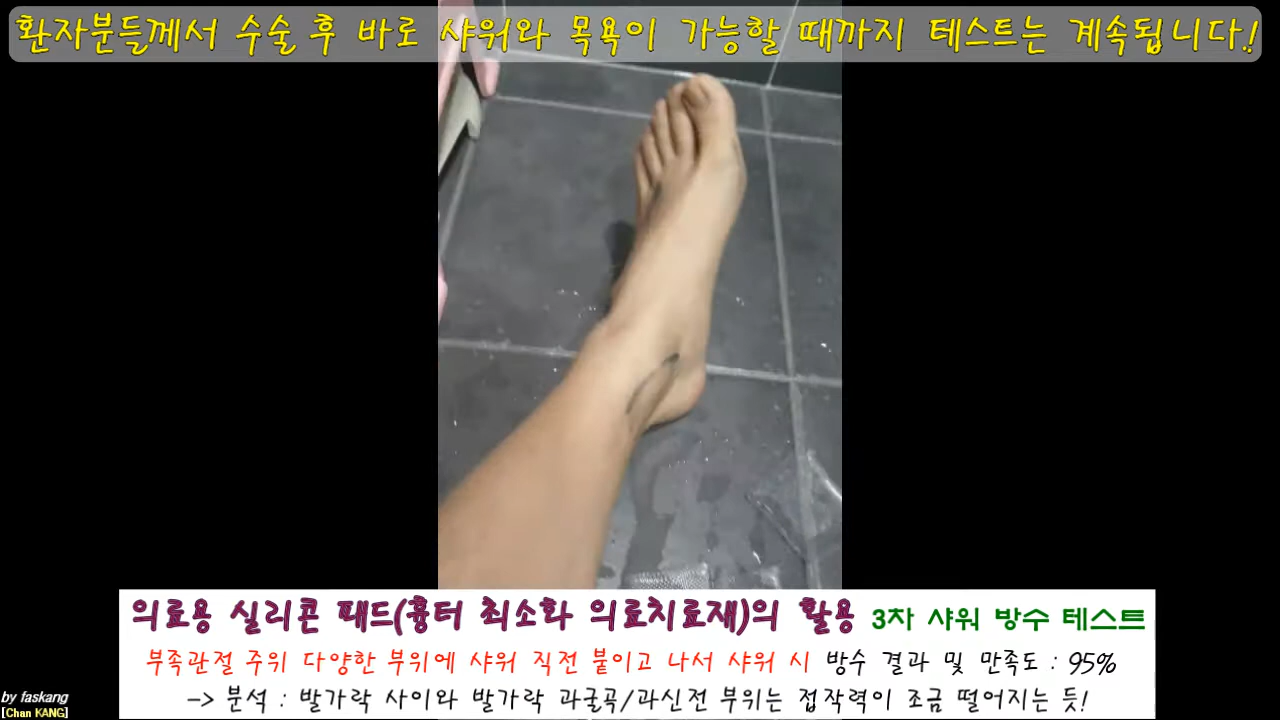 환자분들께서 수술 후 바로 샤워와 목욕이 가능할 때까지 테스트는 계속됩니다!
의료용 실리콘 패드(흉터 최소화 의료치료재)의 활용 3차 샤워 방수 테스트
부족관절 주위 다양한 부위에 샤워 직전 붙이고 나서 샤워 시 방수 결과 및 만족도 : 95%
-> 분석 : 발가락 사이와 발가락 과굴곡/과신전 부위는 접착력이 조금 떨어지는 듯!
by faskang
[Chan KANG]